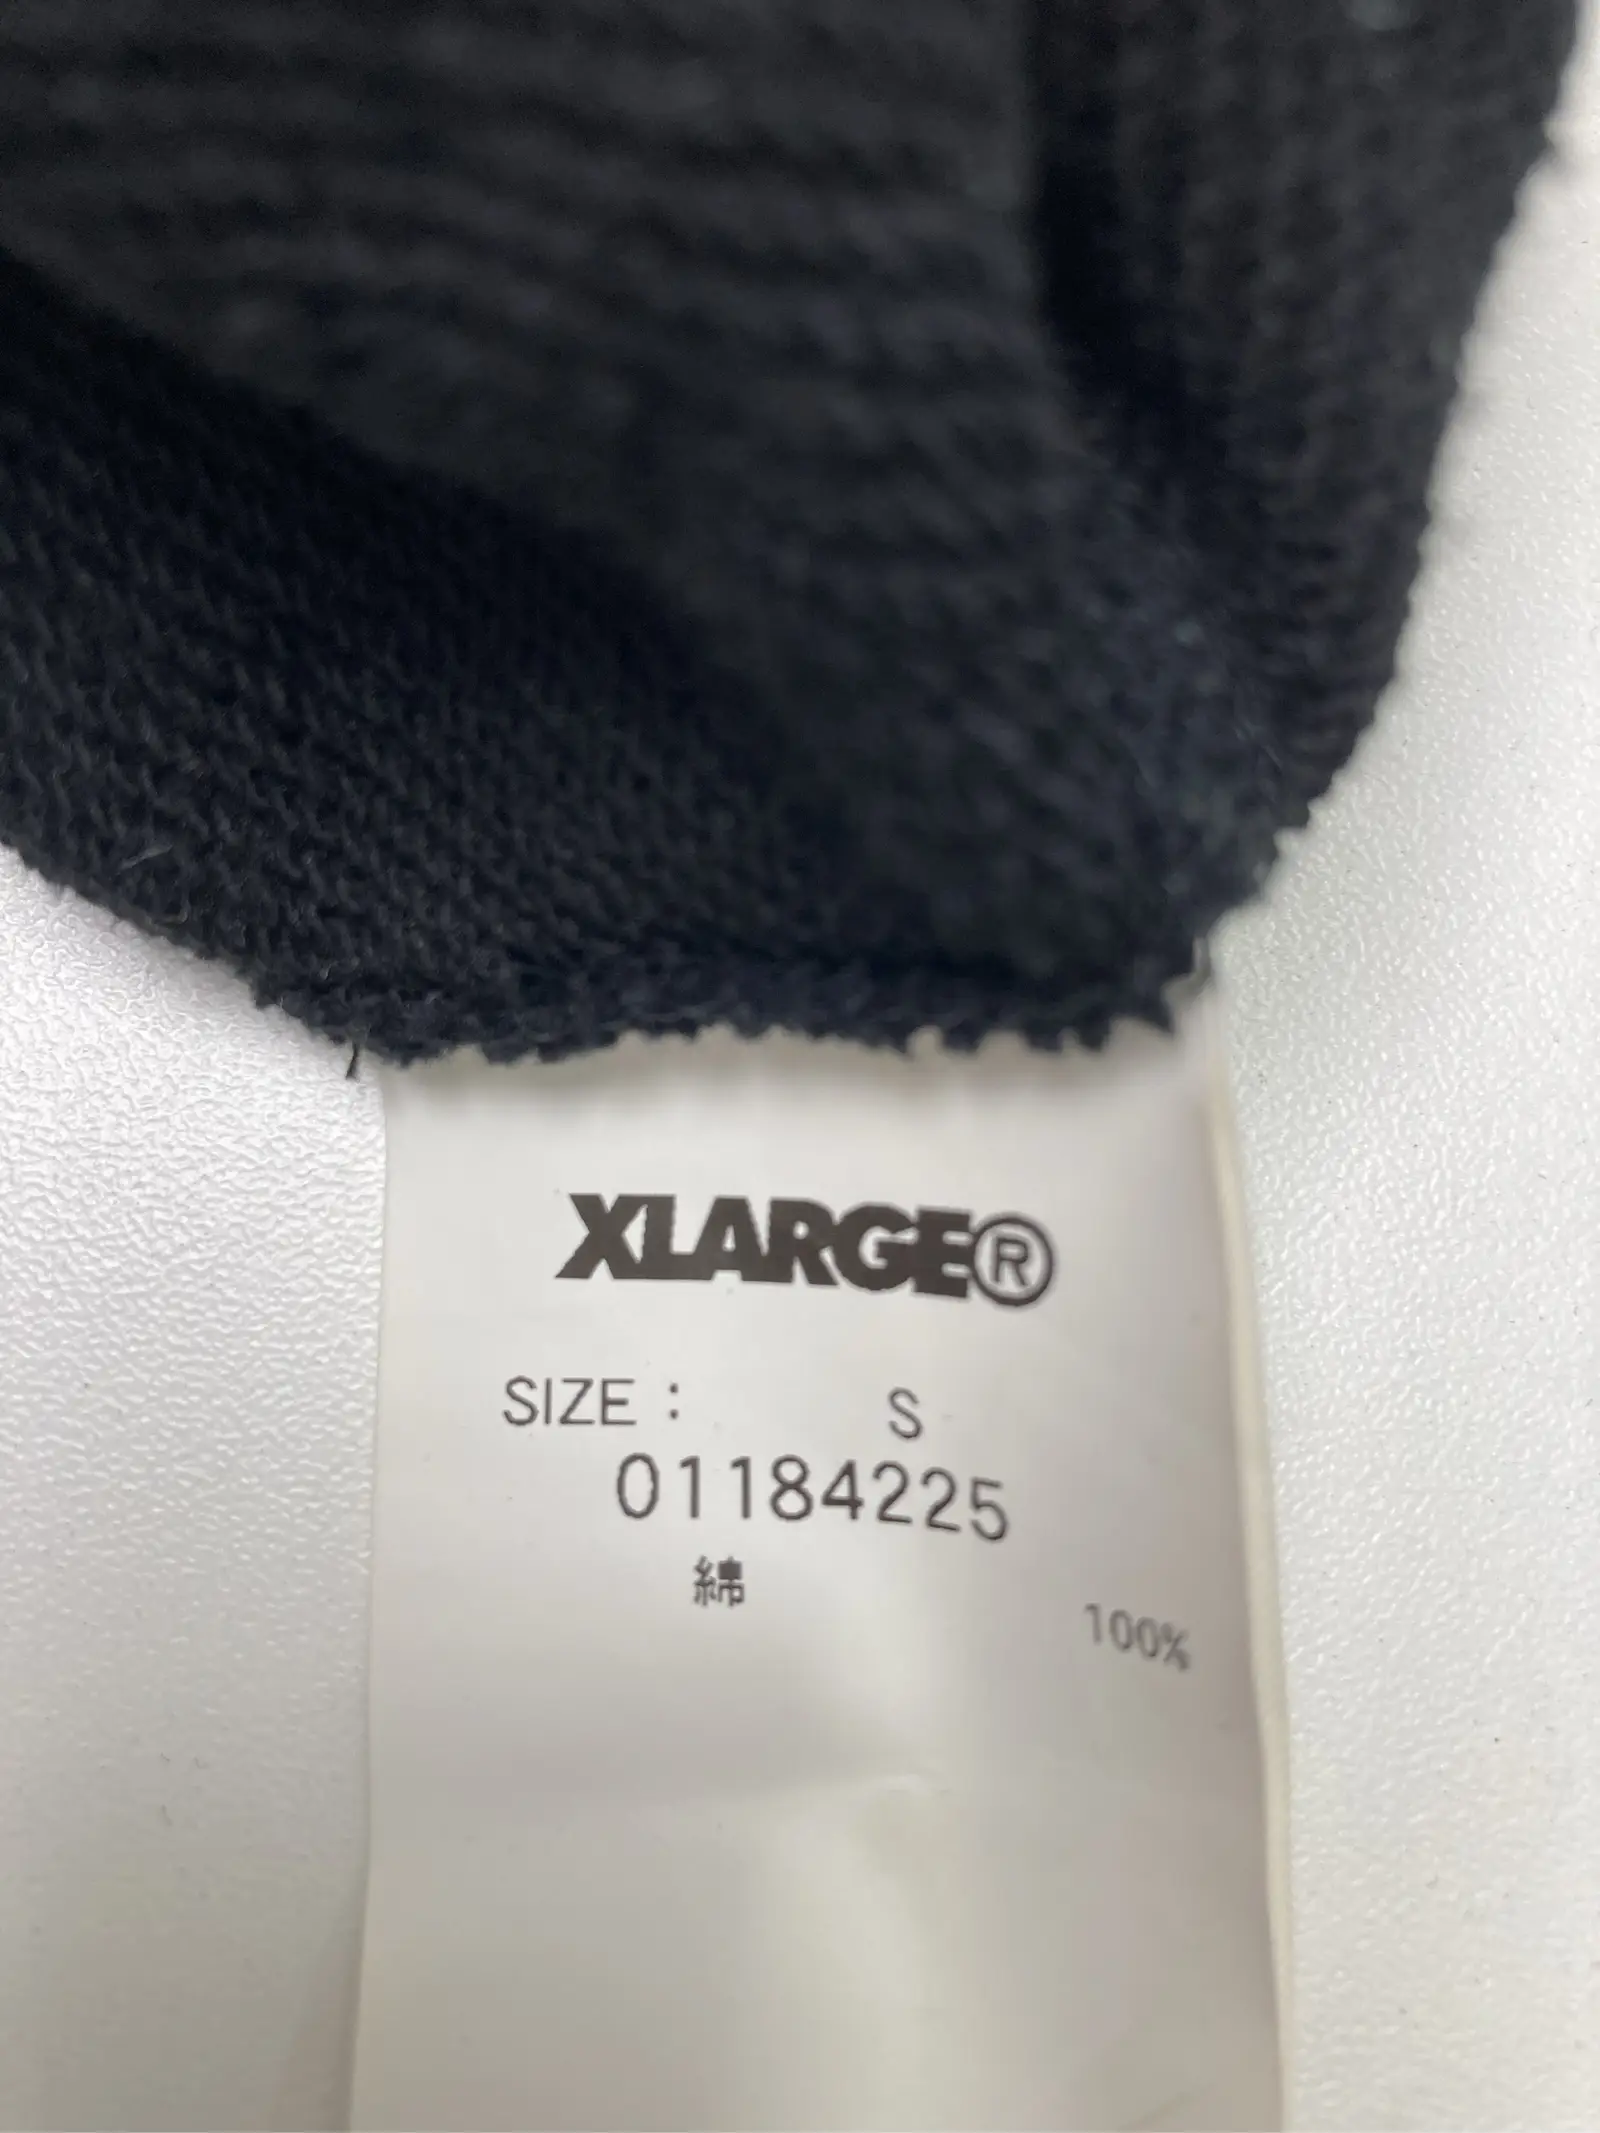 XLARGE®
SIZE : S
01184225
綿 100%